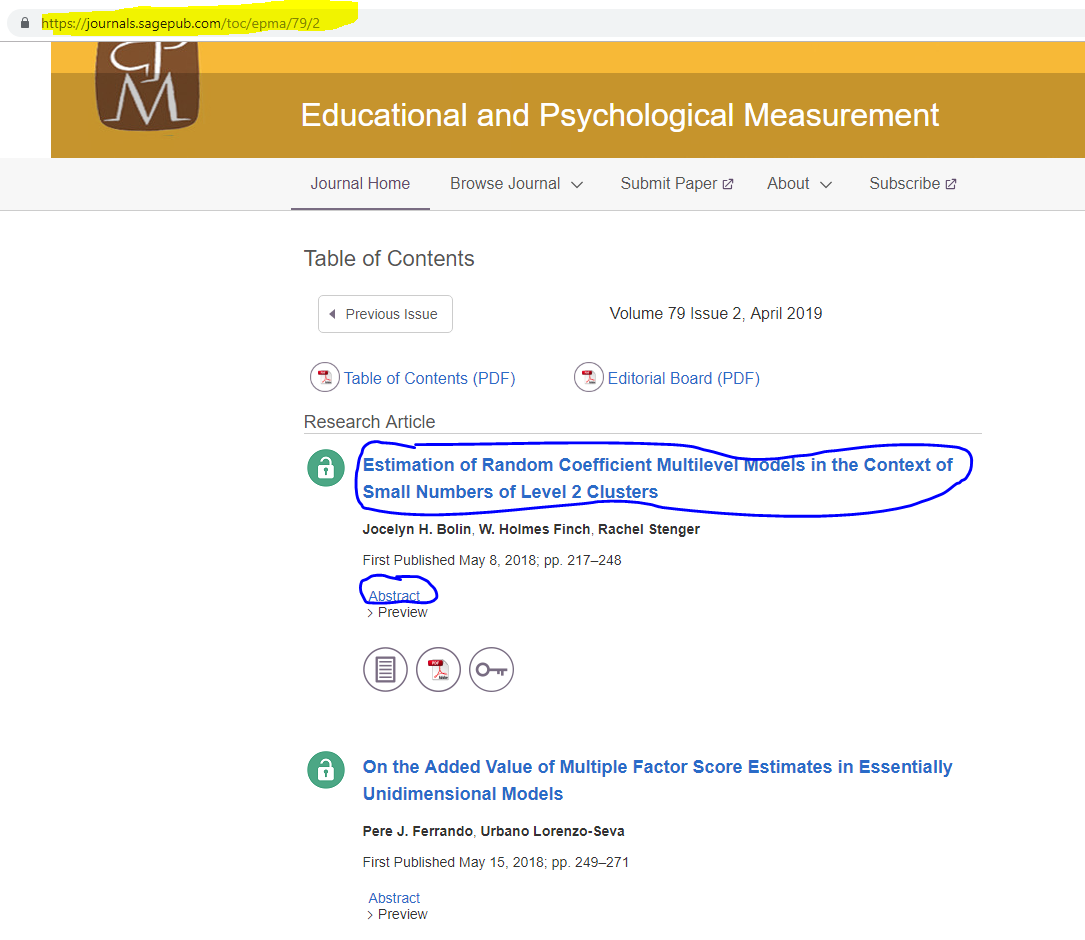 https://journals.sagepub.com/toc/epma/79/2
EPM
Educational and Psychological Measurement
Journal Home Browse Journal Submit Paper About Subscribe
Table of Contents
Previous Issue Volume 79 Issue 2, April 2019
Table of Contents (PDF) Editorial Board (PDF)
Research Article
Estimation of Random Coefficient Multilevel Models in the Context of
Small Numbers of Level 2 Clusters
Jocelyn H. Bolin, W. Holmes Finch, Rachel Stenger
First Published May 8, 2018; pp. 217–248
Abstract
> Preview
PDF
Adobe
On the Added Value of Multiple Factor Score Estimates in Essentially
Unidimensional Models
Pere J. Ferrando, Urbano Lorenzo-Seva
First Published May 15, 2018; pp. 249–271
Abstract
> Preview